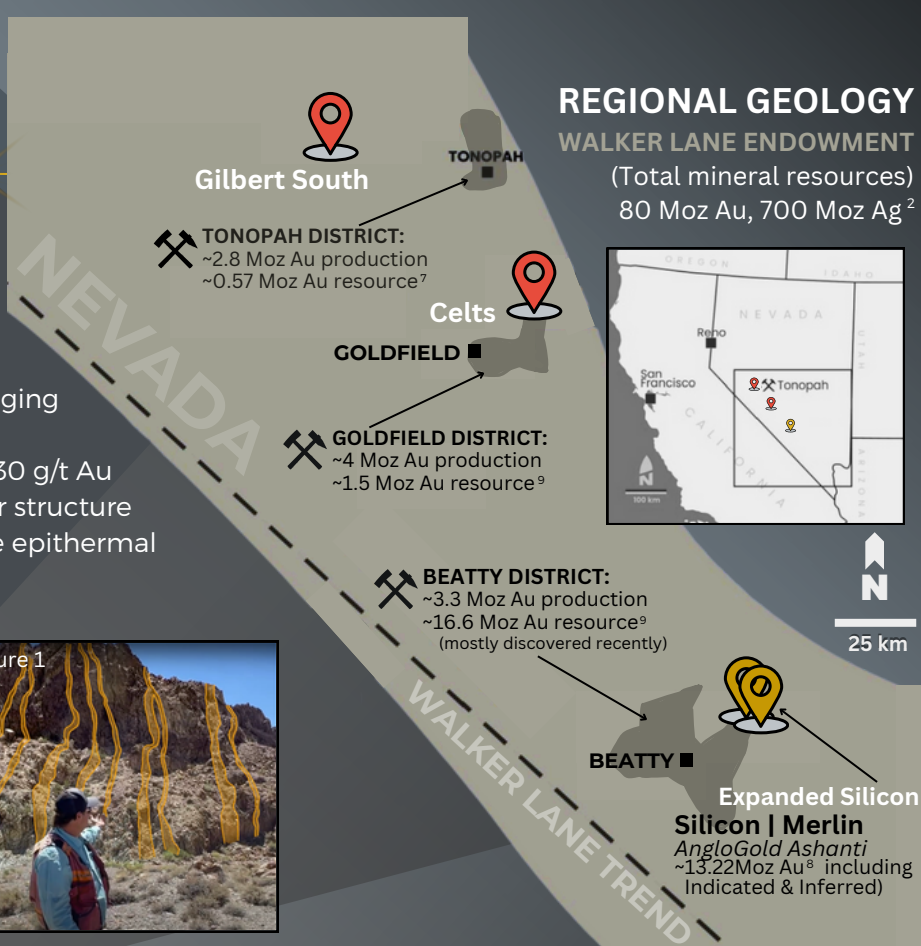 REGIONAL GEOLOGY
WALKER LANE ENDOWMENT
(Total mineral resources)
80 Moz Au, 700 Moz Ag²
Gilbert South
TONOPAH
TONOPAH DISTRICT:
~2.8 Moz Au production
~0.57 Moz Au resource⁷
NEVADA
Celts
GOLDFIELD
GOLDFIELD DISTRICT:
~4 Moz Au production
~1.5 Moz Au resource⁹
OREGON
IDAHO
NEVADA
Reno
UTAH
San
Francisco
Tonopah
CALIFORNIA
ARIZONA
N
100 km
N
25 km
ging
30 g/t Au
r structure
e epithermal
BEATTY DISTRICT:
~3.3 Moz Au production
~16.6 Moz Au resource⁹
(mostly discovered recently)
ure 1
WALKER LANE TREND
BEATTY
Expanded Silicon
Silicon | Merlin
AngloGold Ashanti
~13.22Moz Au⁸ including
Indicated & Inferred)